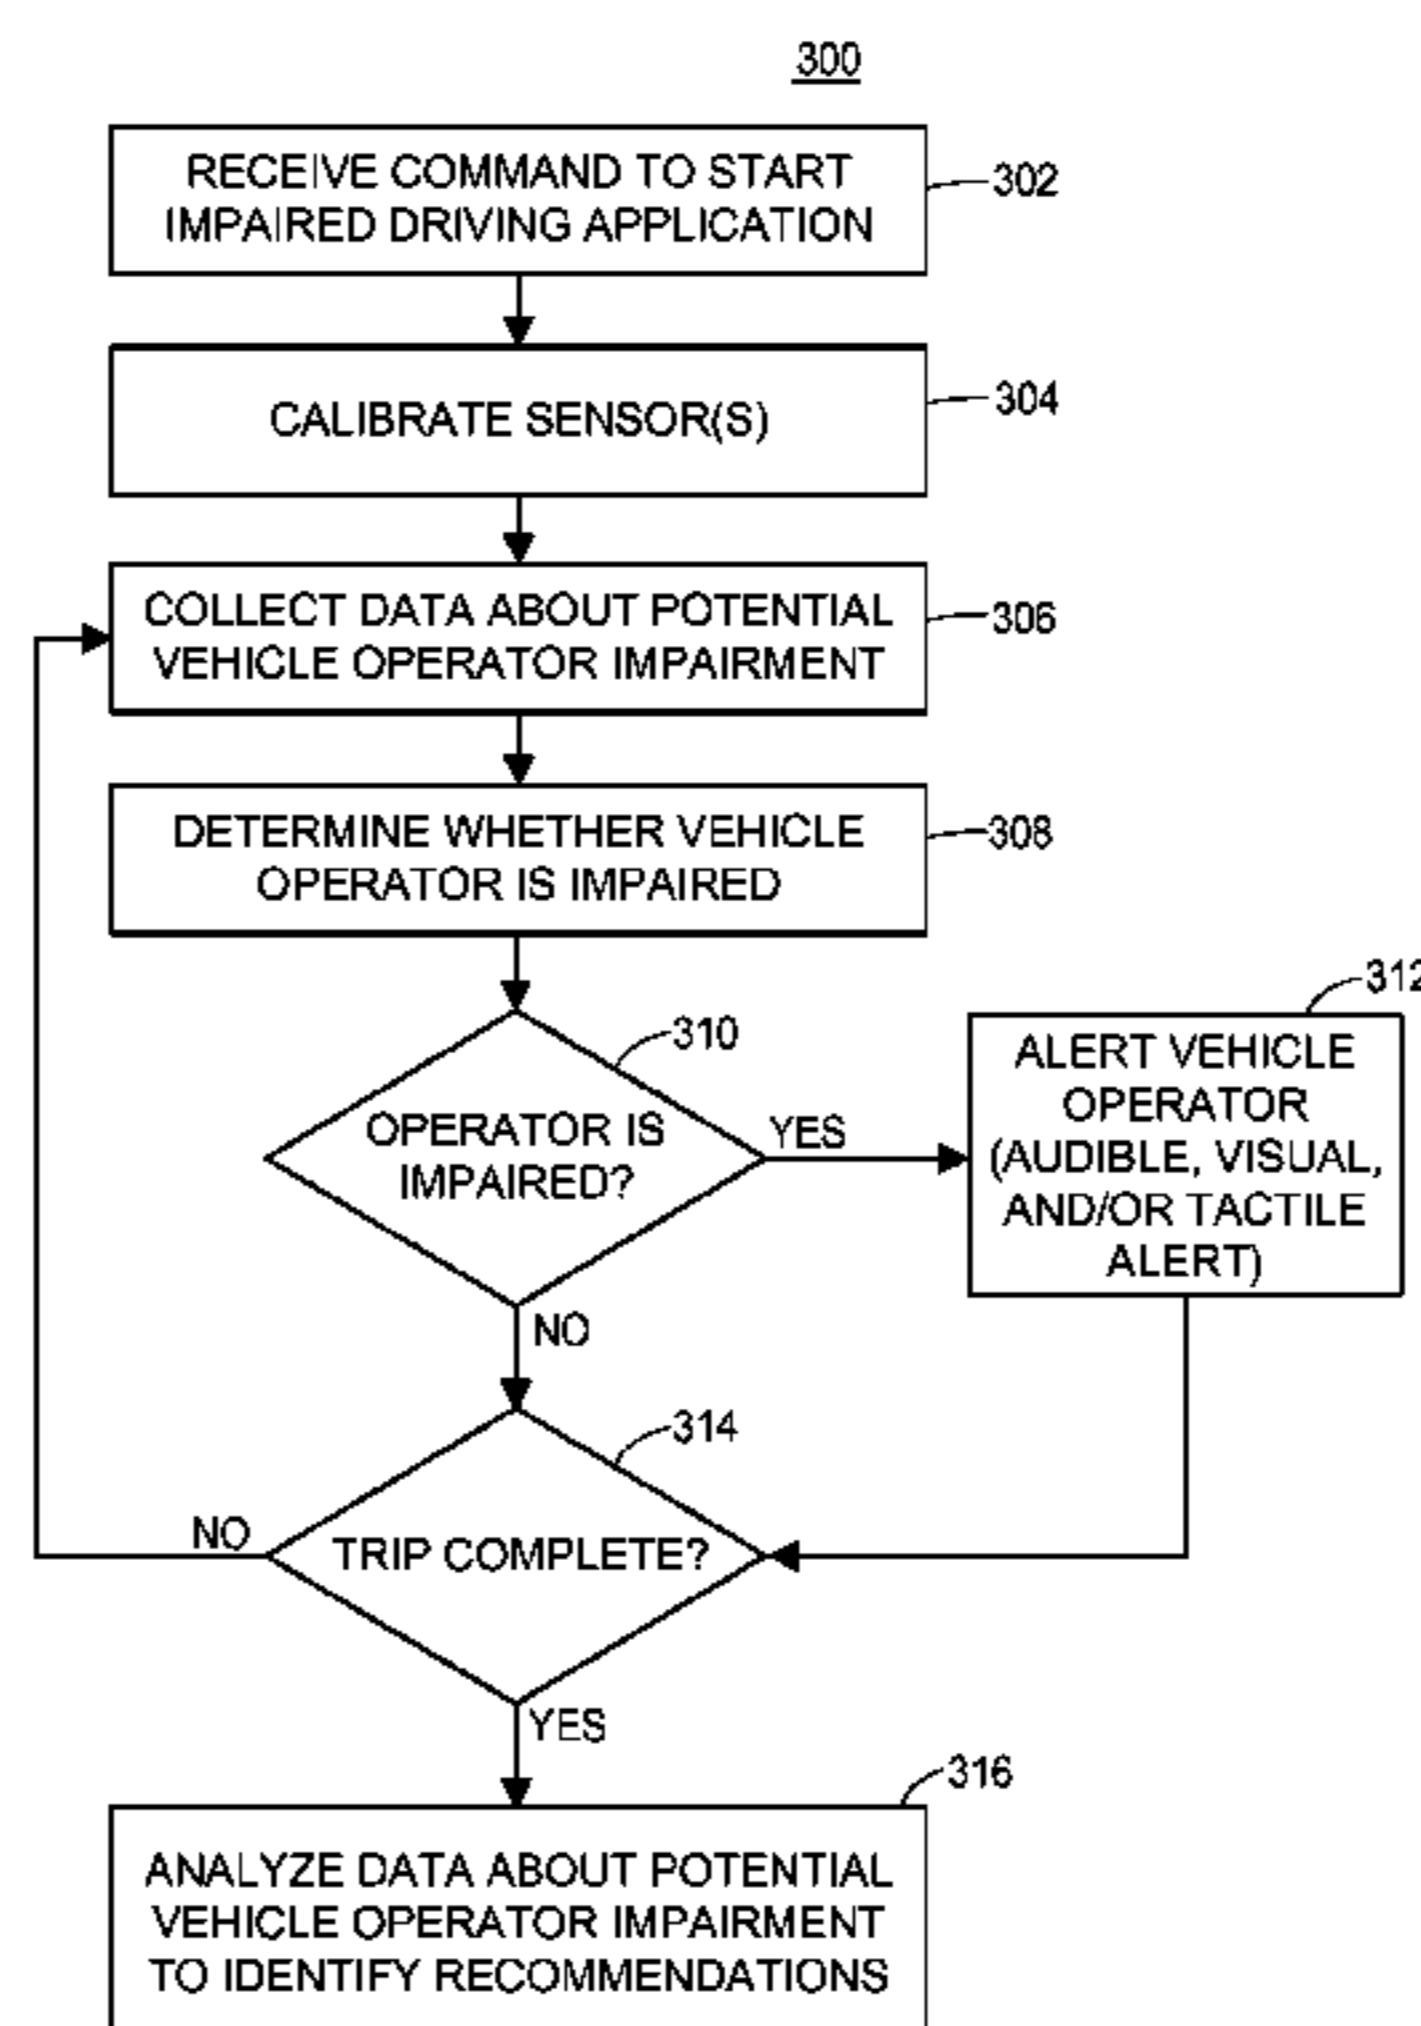 300
RECEIVE COMMAND TO START
IMPAIRED DRIVING APPLICATION
302
CALIBRATE SENSOR(S)
304
COLLECT DATA ABOUT POTENTIAL
VEHICLE OPERATOR IMPAIRMENT
306
DETERMINE WHETHER VEHICLE
OPERATOR IS IMPAIRED
308
310
OPERATOR IS
IMPAIRED?
YES
312
ALERT VEHICLE
OPERATOR
(AUDIBLE, VISUAL,
AND/OR TACTILE
ALERT)
NO
314
TRIP COMPLETE?
NO
YES
316
ANALYZE DATA ABOUT POTENTIAL
VEHICLE OPERATOR IMPAIRMENT
TO IDENTIFY RECOMMENDATIONS